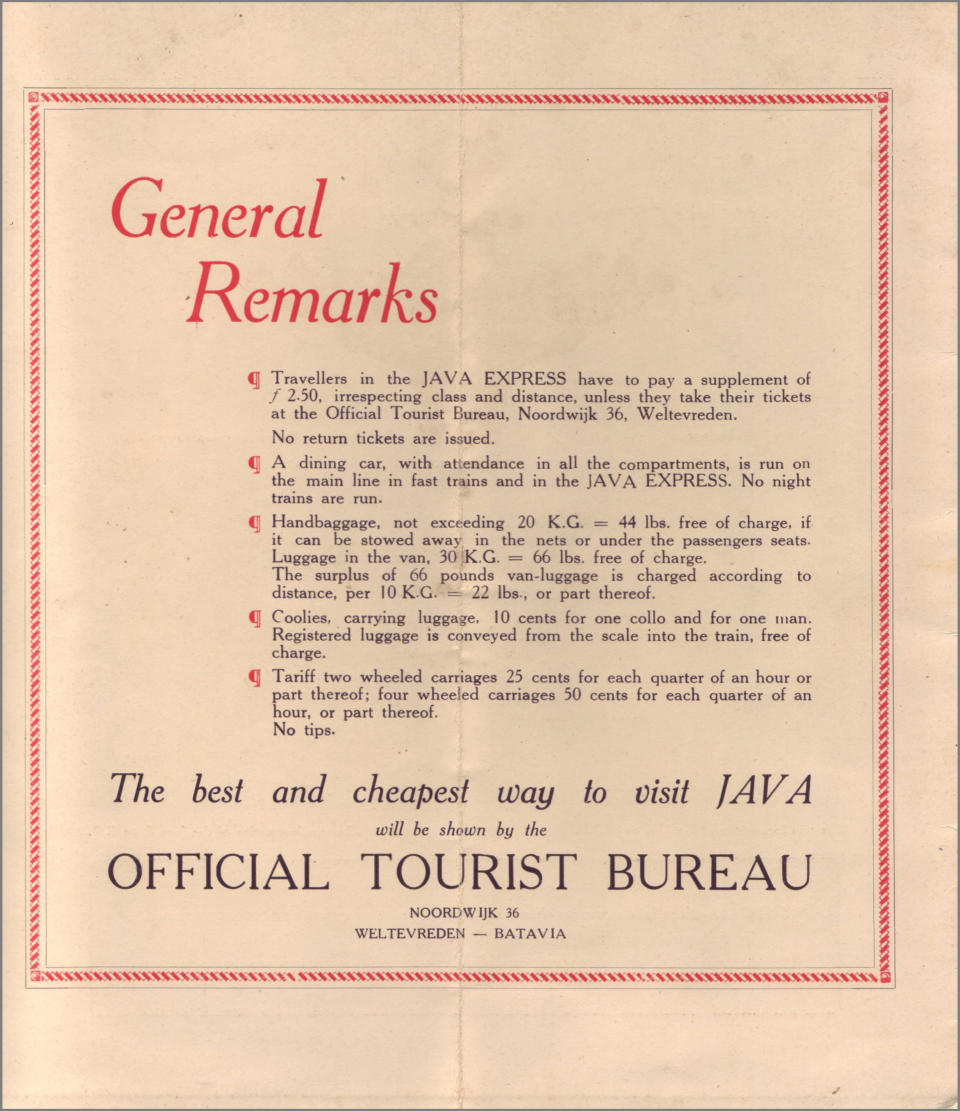 General
Remarks
¶ Travellers in the JAVA EXPRESS have to pay a supplement of
ƒ 2.50, irrespecting class and distance, unless they take their tickets
at the Official Tourist Bureau, Noordwijk 36, Weltevreden.
No return tickets are issued.
¶ A dining car, with attendance in all the compartments, is run on
the main line in fast trains and in the JAVA EXPRESS. No night
trains are run.
¶ Handbaggage, not exceeding 20 K.G. = 44 lbs. free of charge, if
it can be stowed away in the nets or under the passengers seats.
Luggage in the van, 30 K.G. = 66 lbs. free of charge.
The surplus of 66 pounds van-luggage is charged according to
distance, per 10 K.G. = 22 lbs., or part thereof.
¶ Coolies, carrying luggage, 10 cents for one collo and for one man.
Registered luggage is conveyed from the scale into the train, free of
charge.
¶ Tariff two wheeled carriages 25 cents for each quarter of an hour or
part thereof; four wheeled carriages 50 cents for each quarter of an
hour, or part thereof.
No tips.
The best and cheapest way to visit JAVA
will be shown by the
OFFICIAL TOURIST BUREAU
NOORDWIJK 36
WELTEVREDEN — BATAVIA